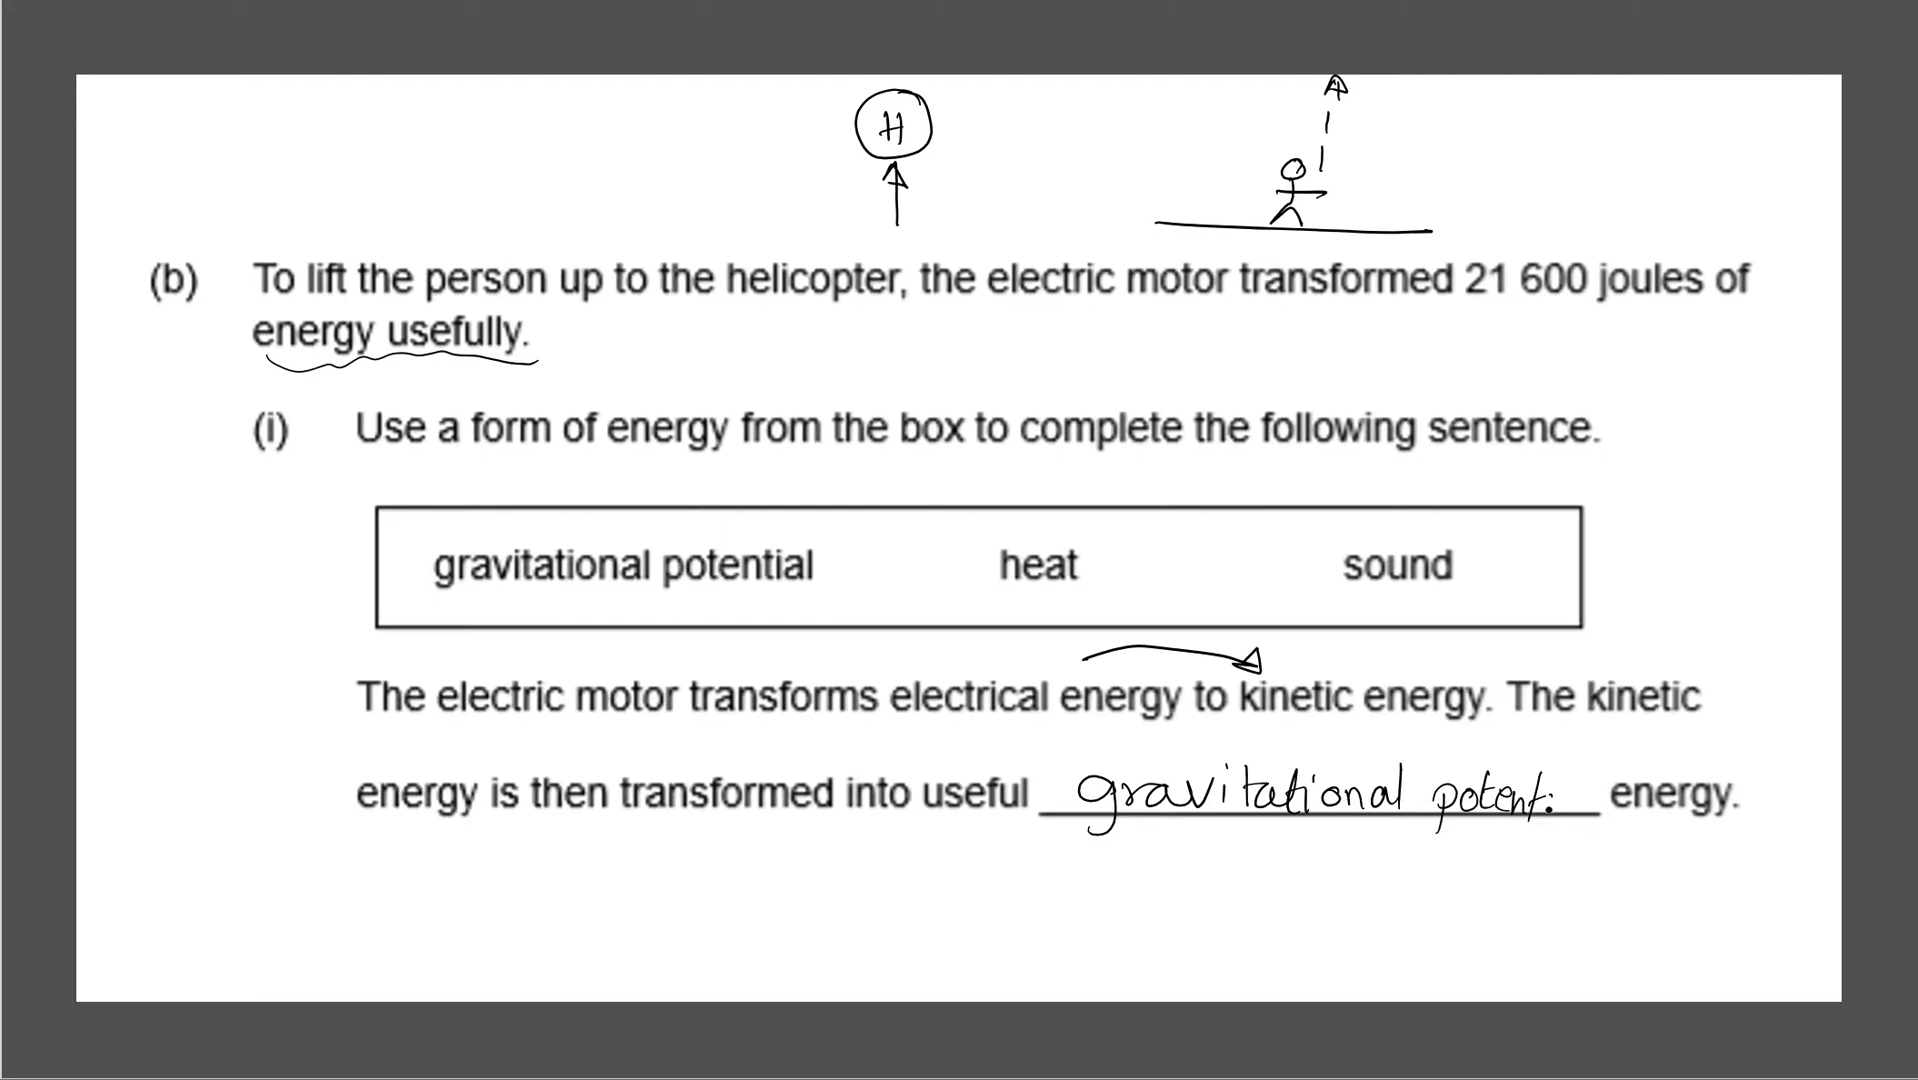 H
(b) To lift the person up to the helicopter, the electric motor transformed 21 600 joules of
energy usefully.
(i) Use a form of energy from the box to complete the following sentence.
gravitational potential heat sound
The electric motor transforms electrical energy to kinetic energy. The kinetic
energy is then transformed into useful gravitational potent: energy.